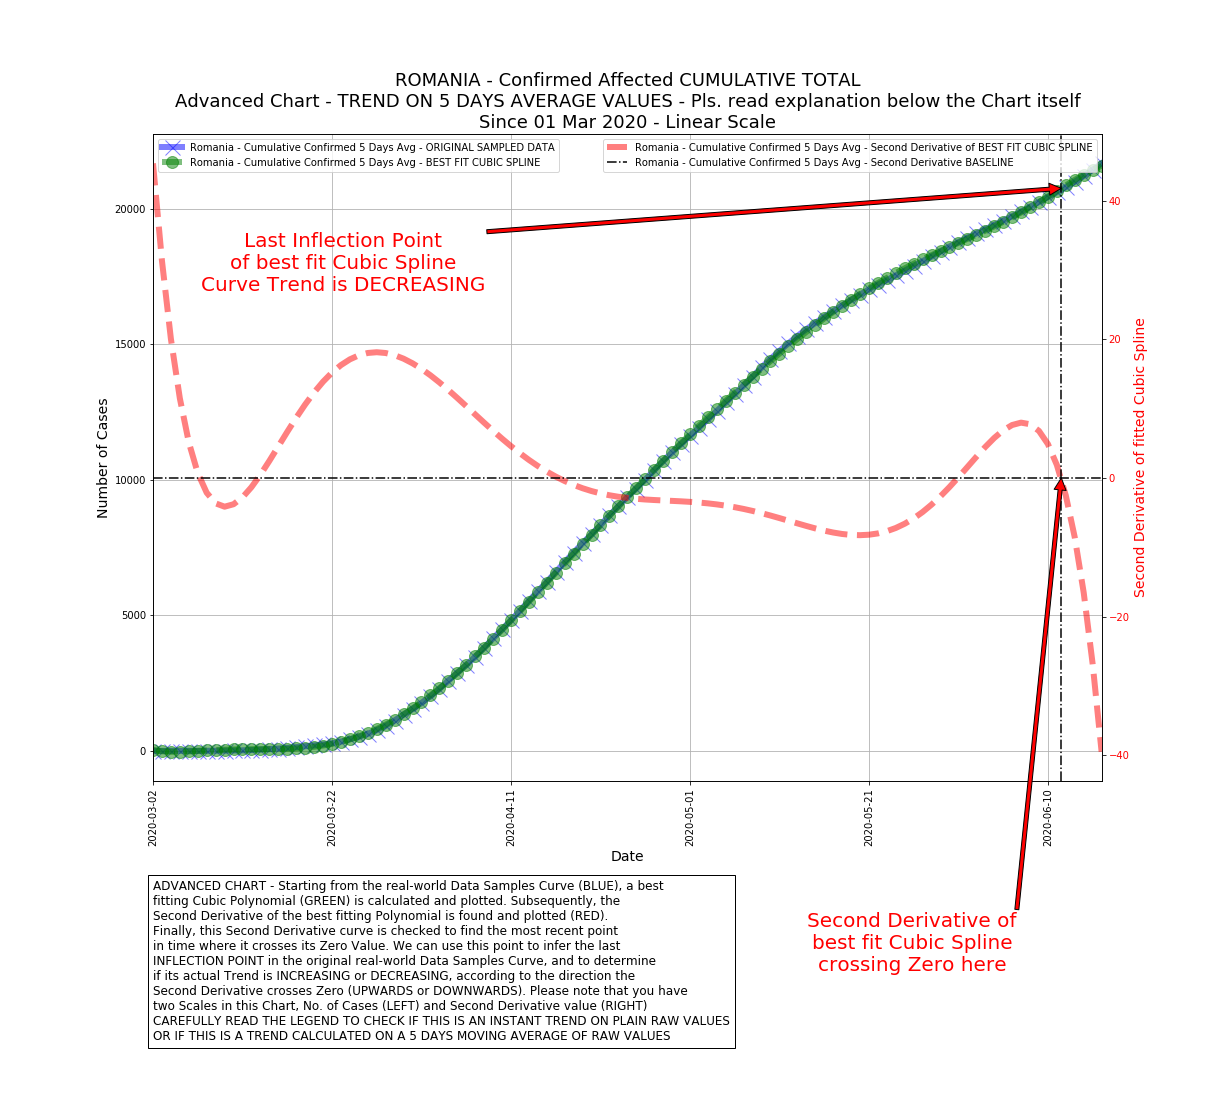 ROMANIA - Confirmed Affected CUMULATIVE TOTAL
Advanced Chart - TREND ON 5 DAYS AVERAGE VALUES - Pls. read explanation below the Chart itself
Since 01 Mar 2020 - Linear Scale
Romania - Cumulative Confirmed 5 Days Avg - ORIGINAL SAMPLED DATA
Romania - Cumulative Confirmed 5 Days Avg - BEST FIT CUBIC SPLINE
Romania - Cumulative Confirmed 5 Days Avg - Second Derivative of BEST FIT CUBIC SPLINE
Romania - Cumulative Confirmed 5 Days Avg - Second Derivative BASELINE
Last Inflection Point
of best fit Cubic Spline
Curve Trend is DECREASING
Number of Cases
20000
15000
10000
5000
0
40
20
0
−20
−40
Second Derivative of fitted Cubic Spline
2020-03-02
2020-03-22
2020-04-11
2020-05-01
2020-05-21
2020-06-10
Date
ADVANCED CHART - Starting from the real-world Data Samples Curve (BLUE), a best
fitting Cubic Polynomial (GREEN) is calculated and plotted. Subsequently, the
Second Derivative of the best fitting Polynomial is found and plotted (RED).
Finally, this Second Derivative curve is checked to find the most recent point
in time where it crosses its Zero Value. We can use this point to infer the last
INFLECTION POINT in the original real-world Data Samples Curve, and to determine
if its actual Trend is INCREASING or DECREASING, according to the direction the
Second Derivative crosses Zero (UPWARDS or DOWNWARDS). Please note that you have
two Scales in this Chart, No. of Cases (LEFT) and Second Derivative value (RIGHT)
CAREFULLY READ THE LEGEND TO CHECK IF THIS IS AN INSTANT TREND ON PLAIN RAW VALUES
OR IF THIS IS A TREND CALCULATED ON A 5 DAYS MOVING AVERAGE OF RAW VALUES
Second Derivative of
best fit Cubic Spline
crossing Zero here